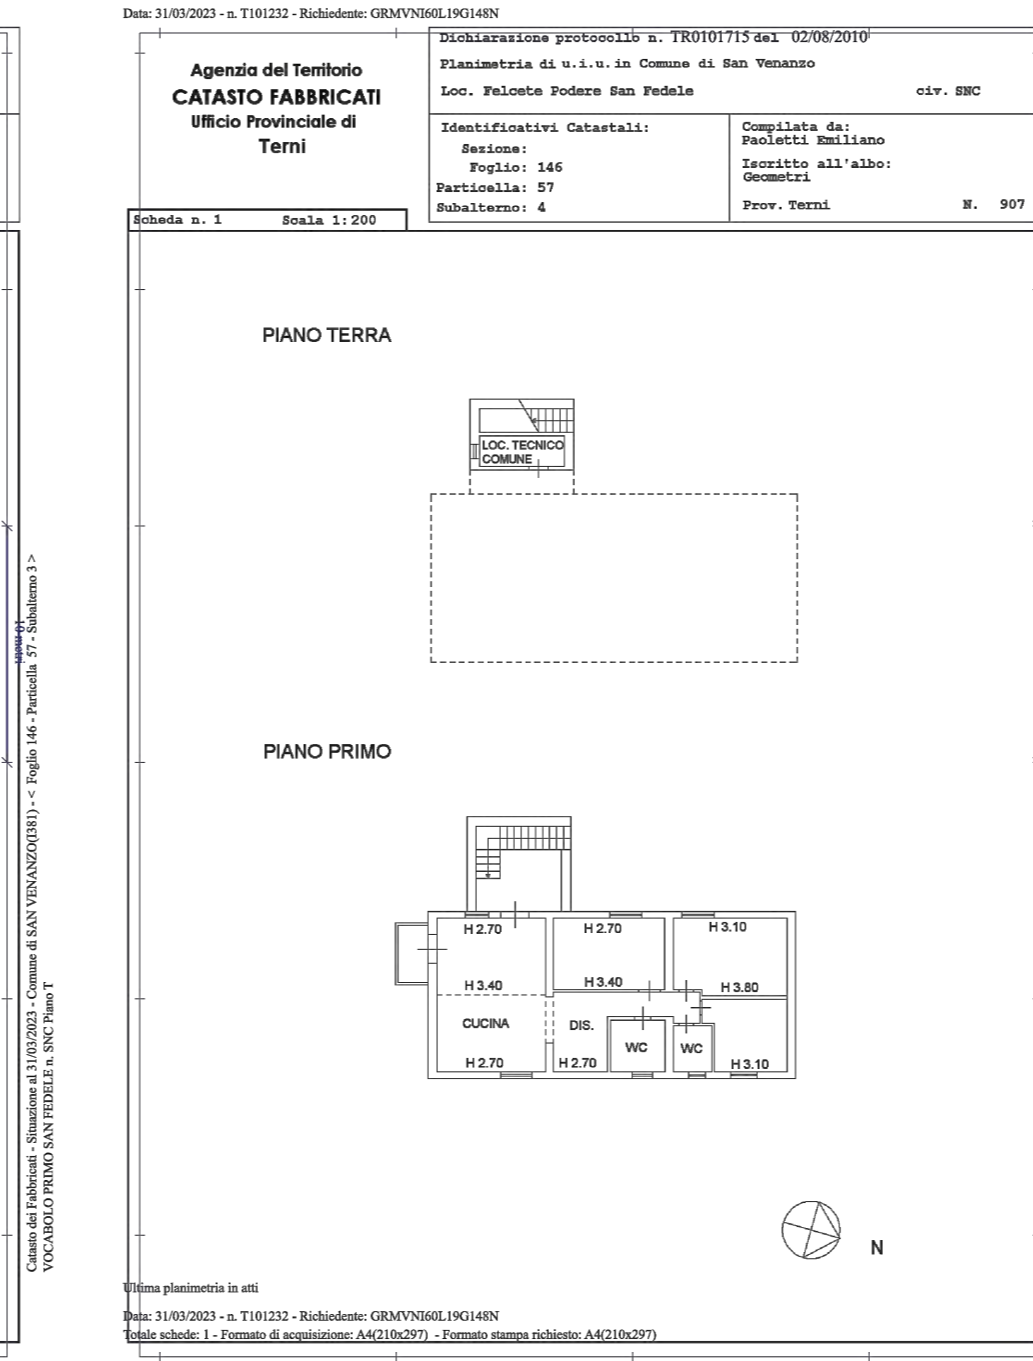 Data: 31/03/2023 - n. T101232 - Richiedente: GRMVNI60L19G148N
Agenzia del Territorio
CATASTO FABBRICATI
Ufficio Provinciale di
Terni
Dichiarazione protocollo n. TR0101715 del 02/08/2010
Planimetria di u.i.u. in Comune di San Venanzo
Loc. Felcete Podere San Fedele civ. SNC
Identificativi Catastali:
Sezione:
Foglio: 146
Particella: 57
Subalterno: 4
Compilata da:
Paoletti Emiliano
Iscritto all'albo:
Geometri
Prov. Terni N. 907
Scheda n. 1 Scala 1:200
PIANO TERRA
LOC. TECNICO
COMUNE
PIANO PRIMO
H 2.70 H 2.70 H 3.10
H 3.40 H 3.40 H 3.80
CUCINA DIS.
WC WC
H 2.70 H 2.70 H 3.10
N
10 metri
Catasto dei Fabbricati - Situazione al 31/03/2023 - Comune di SAN VENANZO(I381) - < Foglio 146 - Particella 57 - Subalterno 3 >
VOCABOLO PRIMO SAN FEDELE n. SNC Piano T
Ultima planimetria in atti
Data: 31/03/2023 - n. T101232 - Richiedente: GRMVNI60L19G148N
Totale schede: 1 - Formato di acquisizione: A4(210x297) - Formato stampa richiesto: A4(210x297)